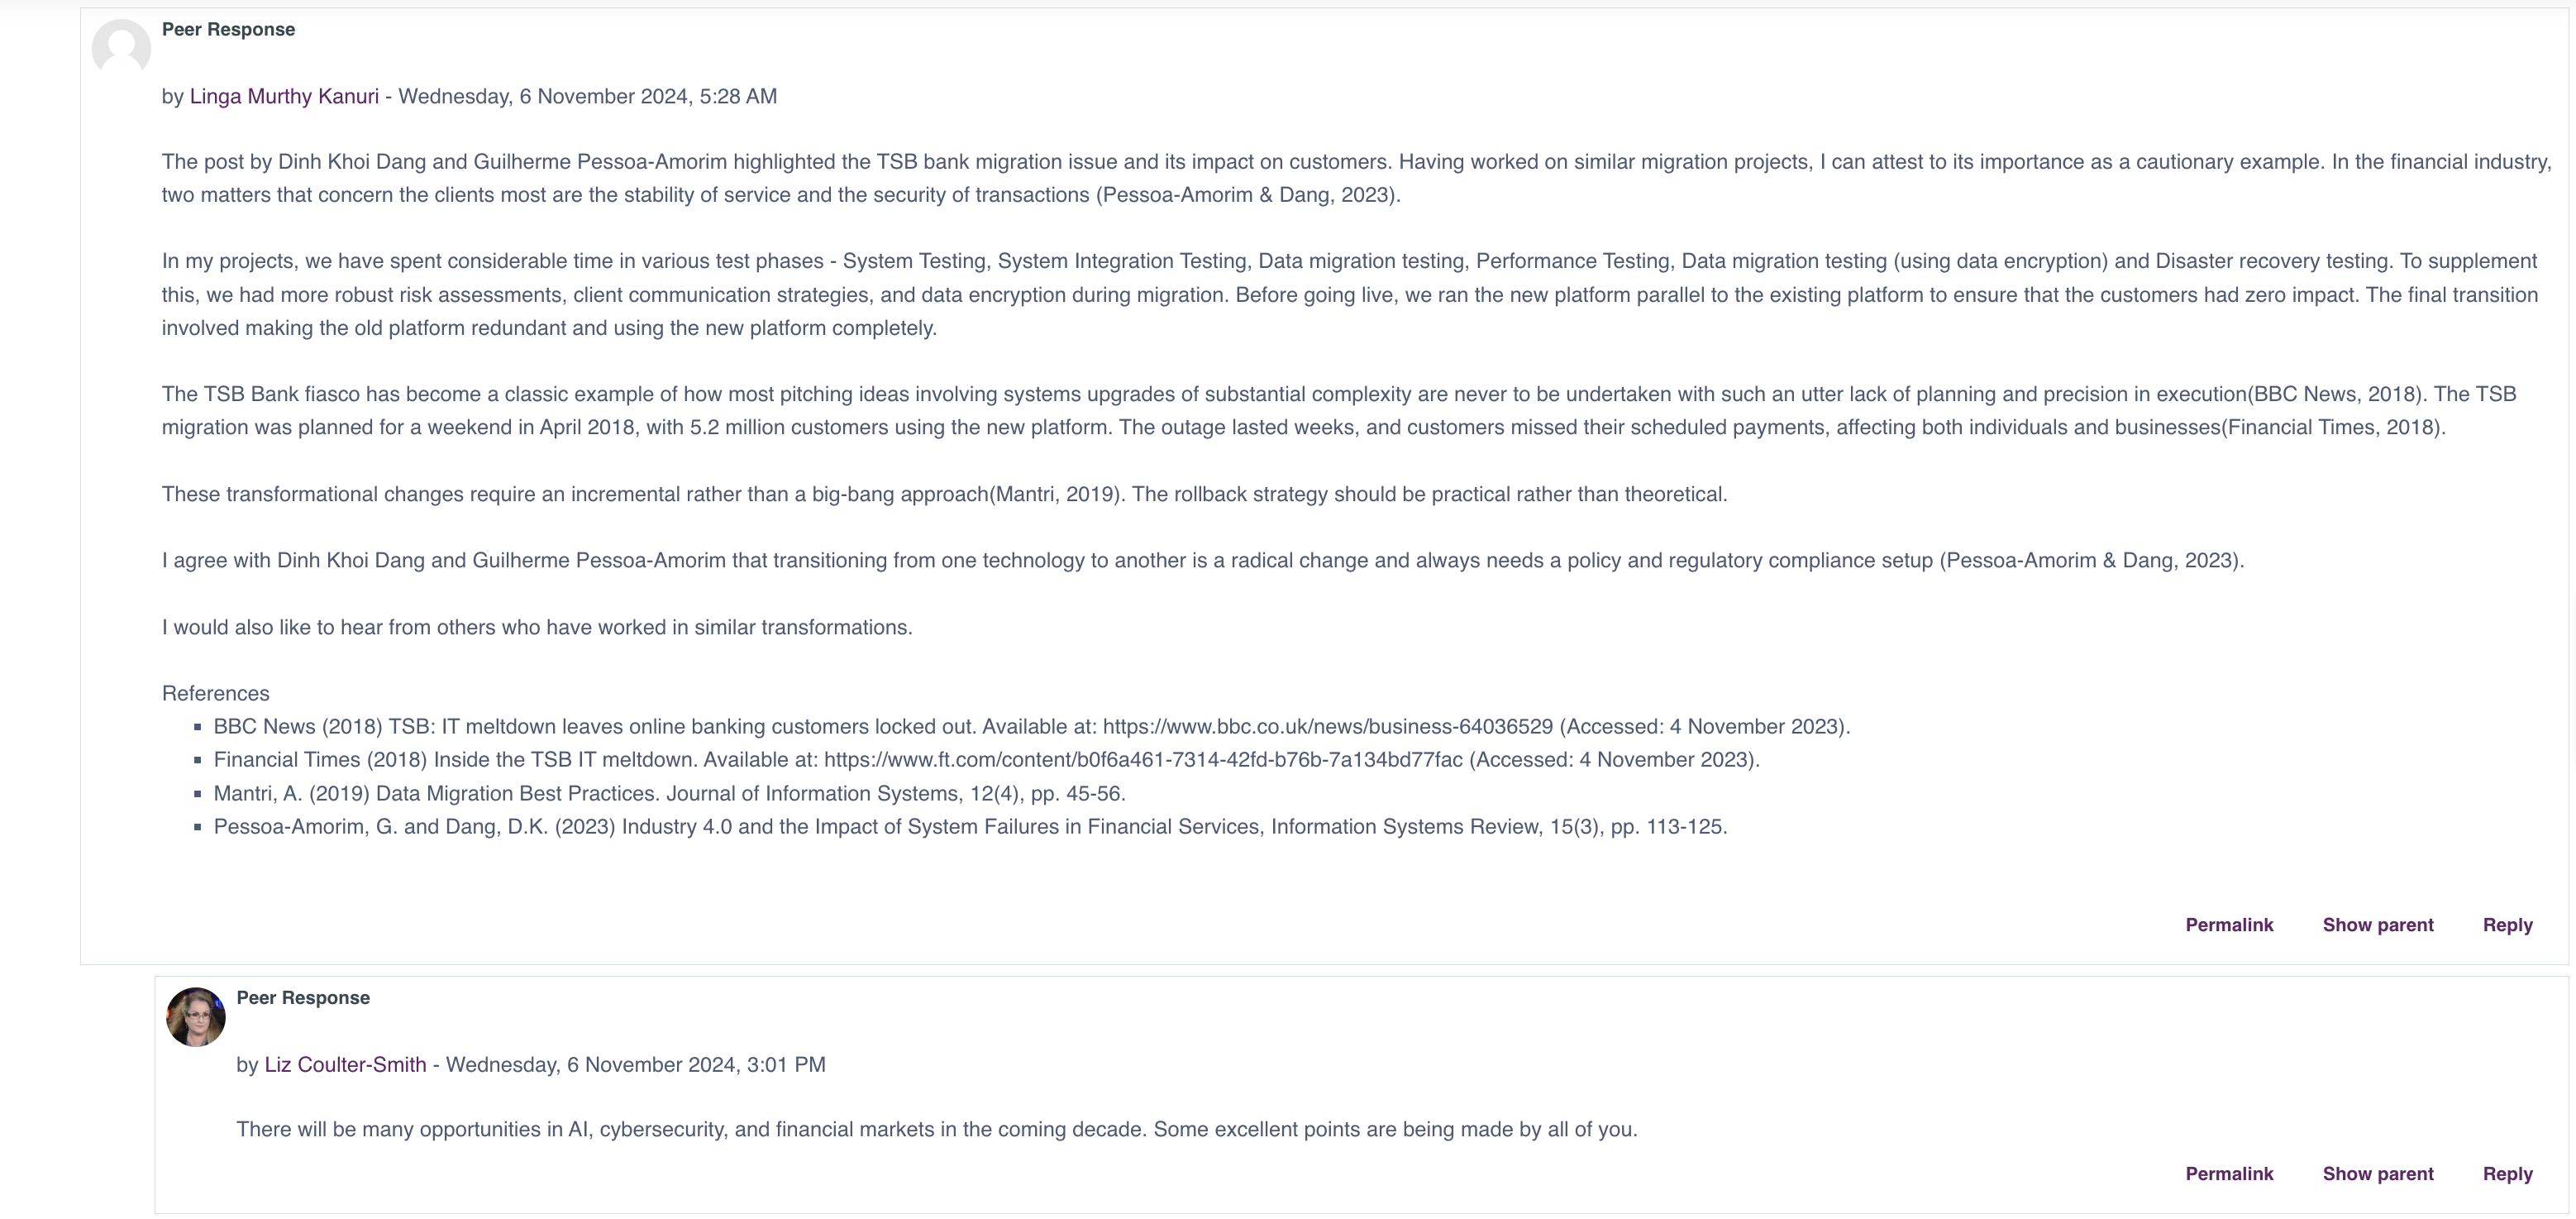 Peer Response
by Linga Murthy Kanuri - Wednesday, 6 November 2024, 5:28 AM
The post by Dinh Khoi Dang and Guilherme Pessoa-Amorim highlighted the TSB bank migration issue and its impact on customers. Having worked on similar migration projects, I can attest to its importance as a cautionary example. In the financial industry,
two matters that concern the clients most are the stability of service and the security of transactions (Pessoa-Amorim & Dang, 2023).
In my projects, we have spent considerable time in various test phases - System Testing, System Integration Testing, Data migration testing, Performance Testing, Data migration testing (using data encryption) and Disaster recovery testing. To supplement
this, we had more robust risk assessments, client communication strategies, and data encryption during migration. Before going live, we ran the new platform parallel to the existing platform to ensure that the customers had zero impact. The final transition
involved making the old platform redundant and using the new platform completely.
The TSB Bank fiasco has become a classic example of how most pitching ideas involving systems upgrades of substantial complexity are never to be undertaken with such an utter lack of planning and precision in execution(BBC News, 2018). The TSB
migration was planned for a weekend in April 2018, with 5.2 million customers using the new platform. The outage lasted weeks, and customers missed their scheduled payments, affecting both individuals and businesses(Financial Times, 2018).
These transformational changes require an incremental rather than a big-bang approach(Mantri, 2019). The rollback strategy should be practical rather than theoretical.
I agree with Dinh Khoi Dang and Guilherme Pessoa-Amorim that transitioning from one technology to another is a radical change and always needs a policy and regulatory compliance setup (Pessoa-Amorim & Dang, 2023).
I would also like to hear from others who have worked in similar transformations.
References
▪ BBC News (2018) TSB: IT meltdown leaves online banking customers locked out. Available at: https://www.bbc.co.uk/news/business-64036529 (Accessed: 4 November 2023).
▪ Financial Times (2018) Inside the TSB IT meltdown. Available at: https://www.ft.com/content/b0f6a461-7314-42fd-b76b-7a134bd77fac (Accessed: 4 November 2023).
▪ Mantri, A. (2019) Data Migration Best Practices. Journal of Information Systems, 12(4), pp. 45-56.
▪ Pessoa-Amorim, G. and Dang, D.K. (2023) Industry 4.0 and the Impact of System Failures in Financial Services, Information Systems Review, 15(3), pp. 113-125.
Permalink Show parent Reply
Peer Response
by Liz Coulter-Smith - Wednesday, 6 November 2024, 3:01 PM
There will be many opportunities in AI, cybersecurity, and financial markets in the coming decade. Some excellent points are being made by all of you.
Permalink Show parent Reply